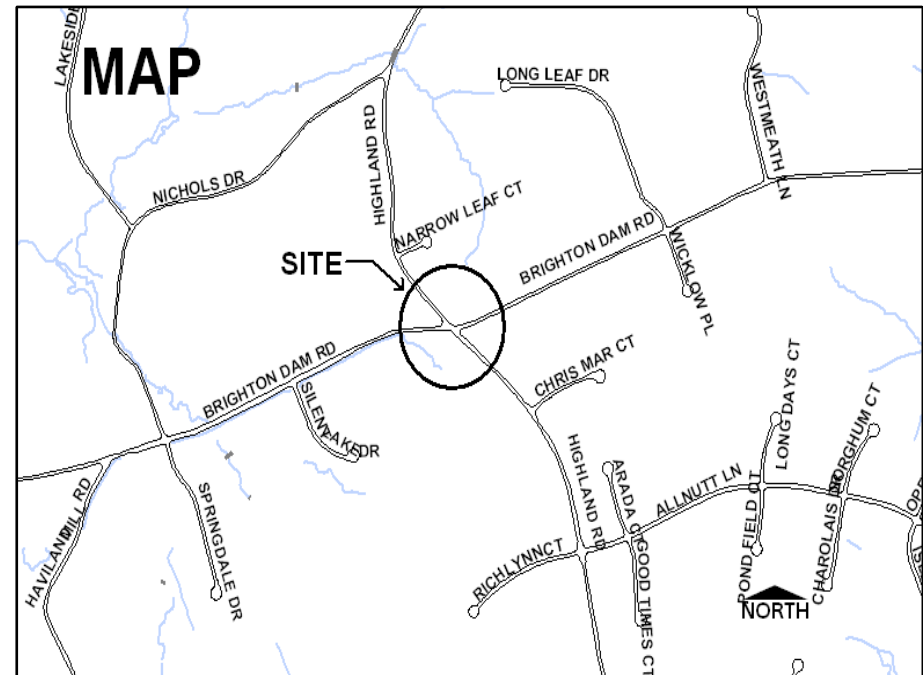 LAKESIDE
MAP
LONG LEAF DR
WESTMEATH LN
NICHOLS DR
HIGHLAND RD
NARROW LEAF CT
SITE
BRIGHTON DAM RD
WICKLOW PL
BRIGHTON DAM RD
SILENT LAKE DR
CHRIS MAR CT
LONG DAYS CT
SORGHUM CT
HIGHLAND RD
ARADA CT
ALLNUTT LN
HAVILAND MILL RD
SPRINGDALE DR
RICHLYNN CT
GOOD TIMES CT
POND FIELD CT
CHAROLAIS DR
NORTH